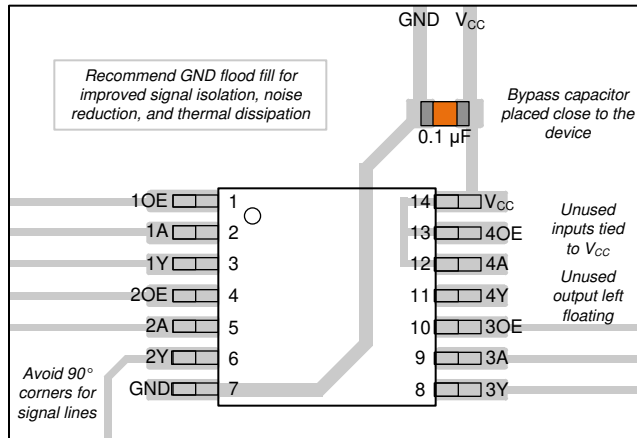 GND VCC
Recommend GND flood fill for
improved signal isolation, noise
reduction, and thermal dissipation
Bypass capacitor
placed close to the
device
0.1 µF
1OE 1
1A 2
1Y 3
2OE 4
2A 5
2Y 6
GND 7
14 VCC
13 4OE
12 4A
11 4Y
10 3OE
9 3A
8 3Y
Unused
inputs tied
to VCC
Unused
output left
floating
Avoid 90°
corners for
signal lines